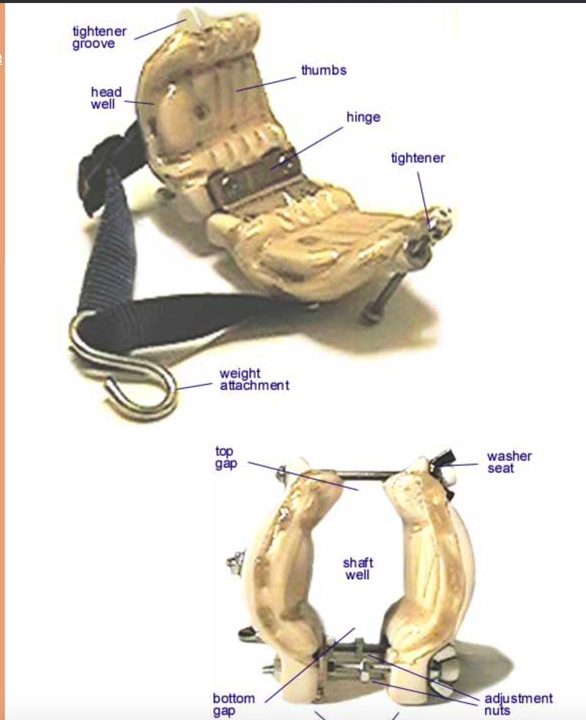 tightener
groove
thumbs
head
well
hinge
tightener
weight
attachment
top
gap
washer
seat
shaft
well
bottom
gap
adjustment
nuts